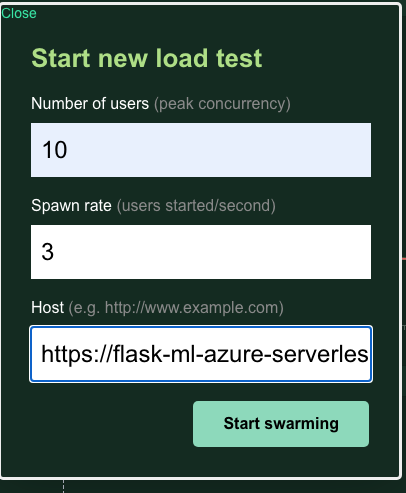 Close
Start new load test
Number of users (peak concurrency)
10
Spawn rate (users started/second)
3
Host (e.g. http://www.example.com)
https://flask-ml-azure-serverles
Start swarming